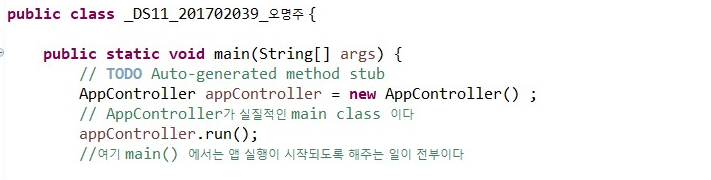 public class _DS11_201702039_오명주 {
public static void main(String[] args) {
// TODO Auto-generated method stub
AppController appController = new AppController() ;
// AppController가 실질적인 main class 이다
appController.run();
//여기 main() 에서는 앱 실행이 시작되도록 해주는 일이 전부이다